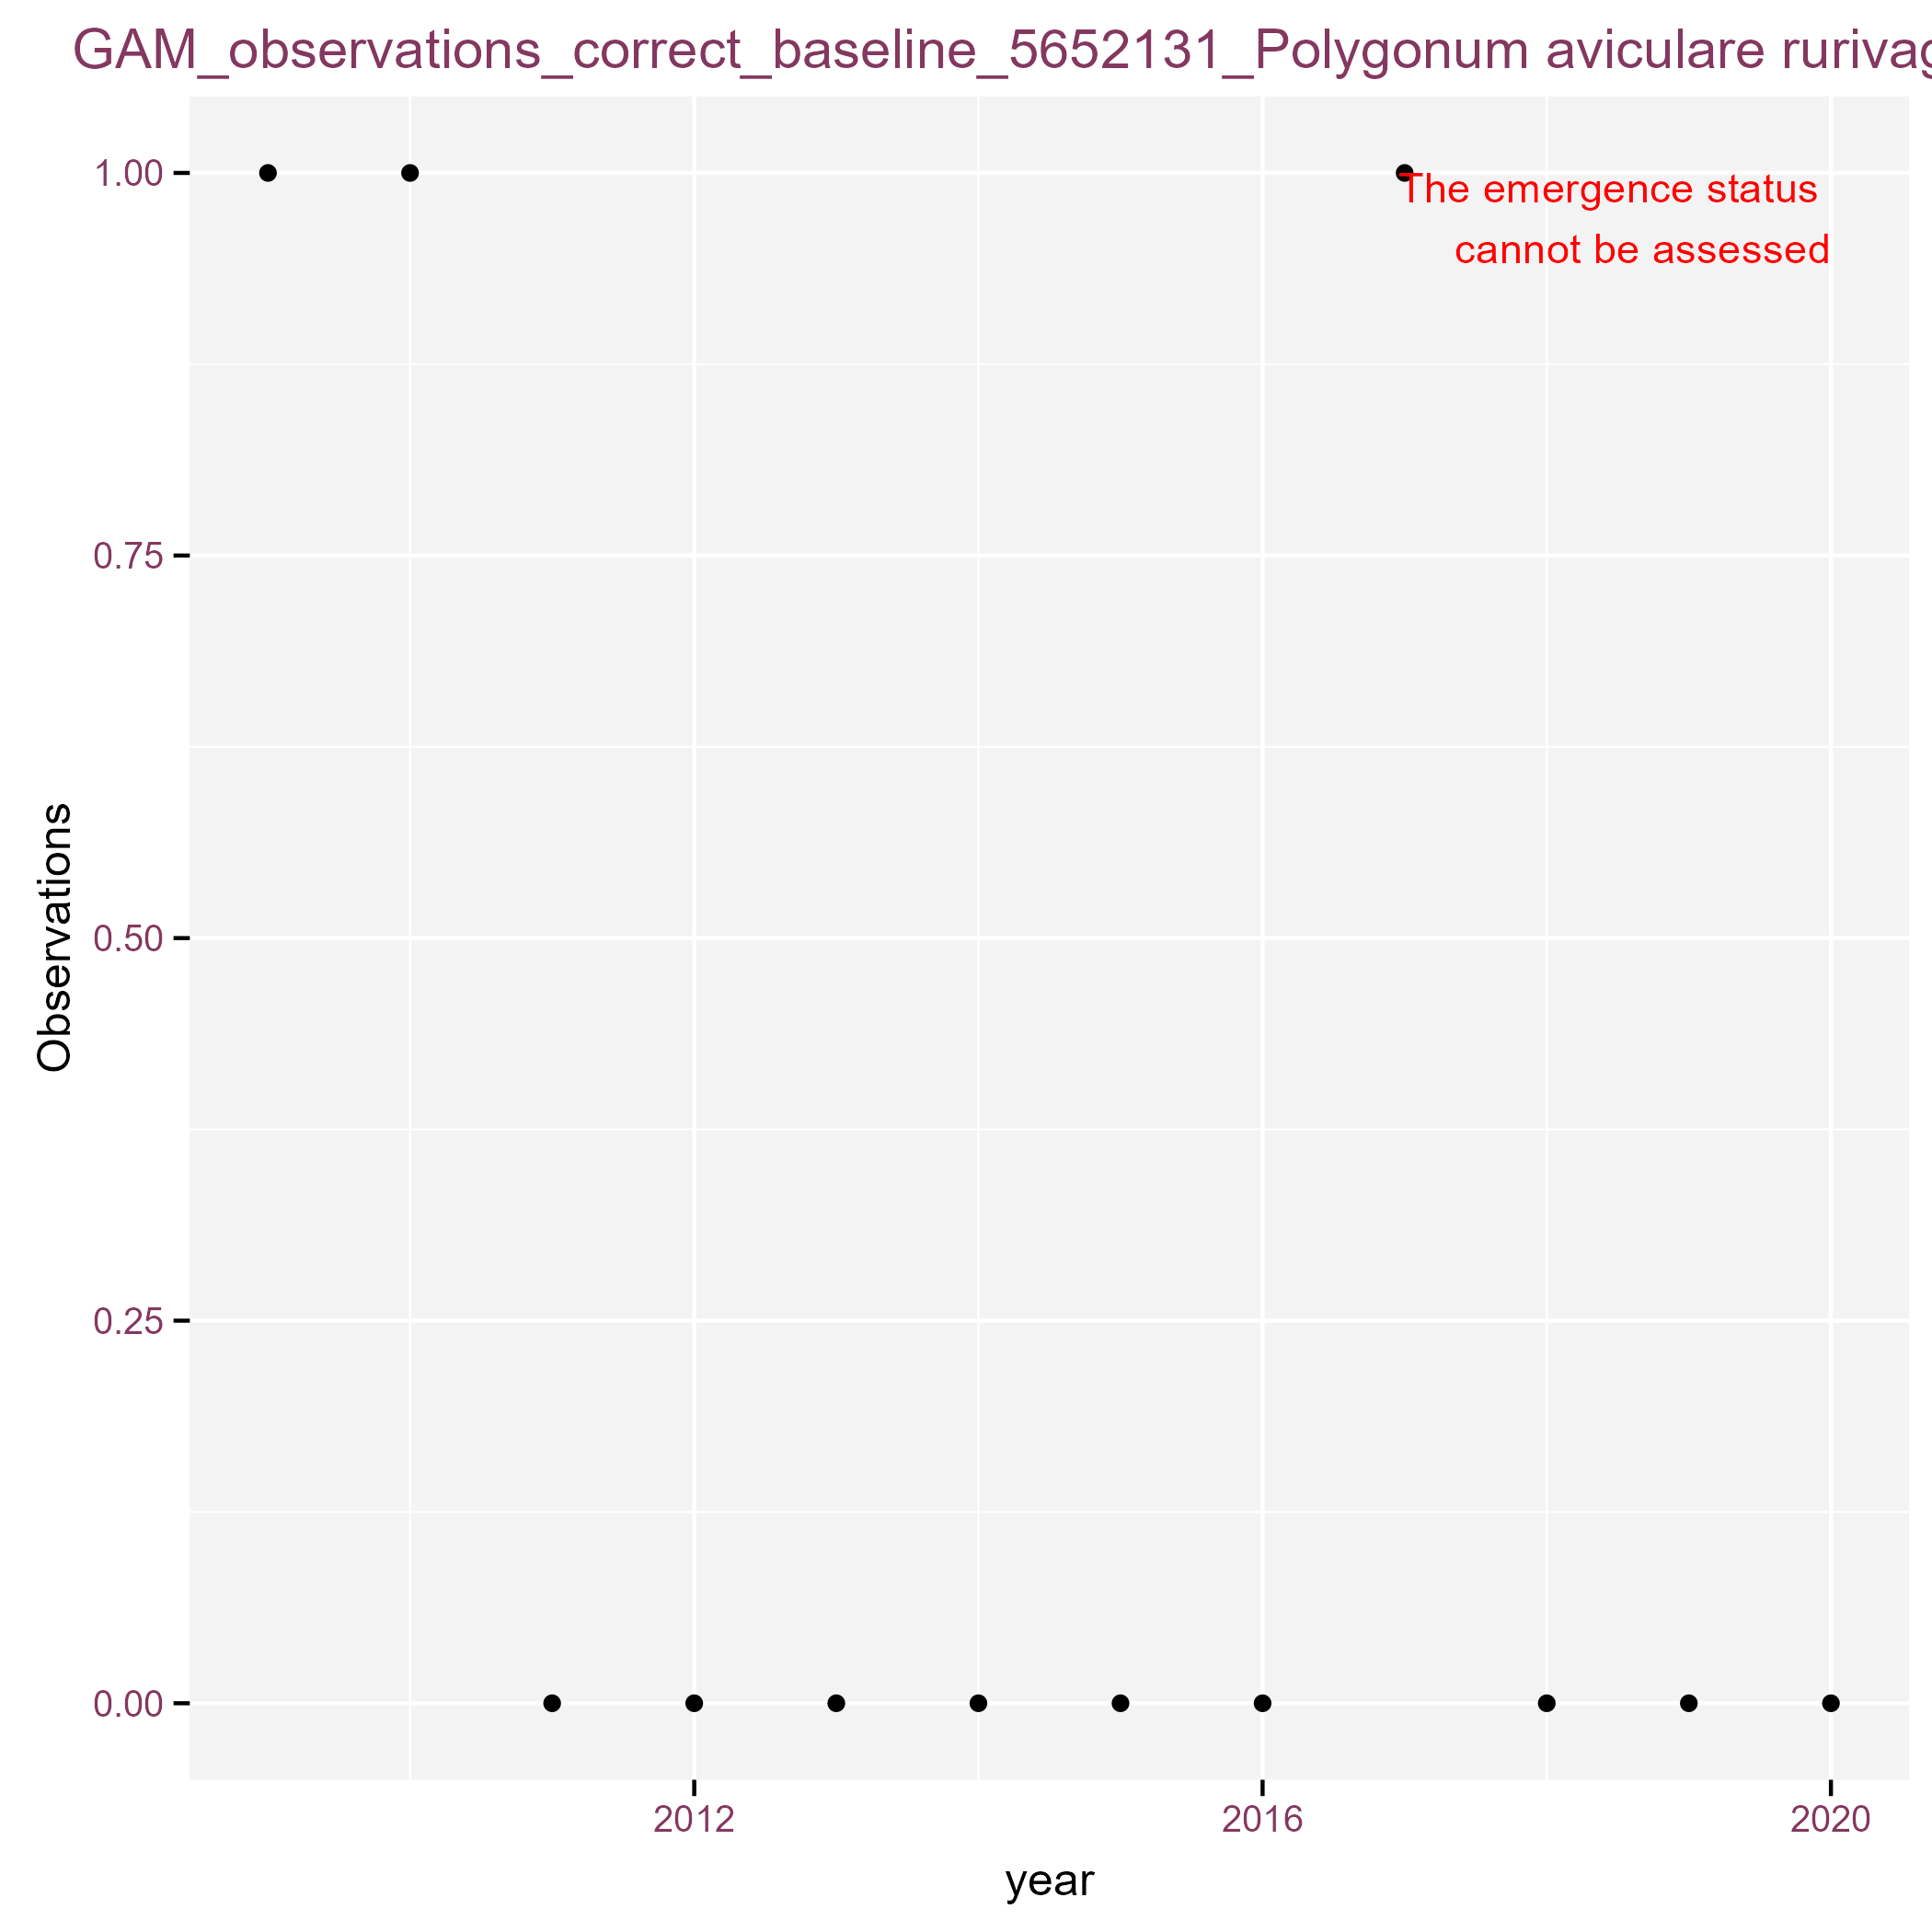 GAM_observations_correct_baseline_5652131_Polygonum aviculare
1.00
The emergence status
cannot be assessed
0.75
0.50
0.25
0.00
Observations
2012 2016 2020
year